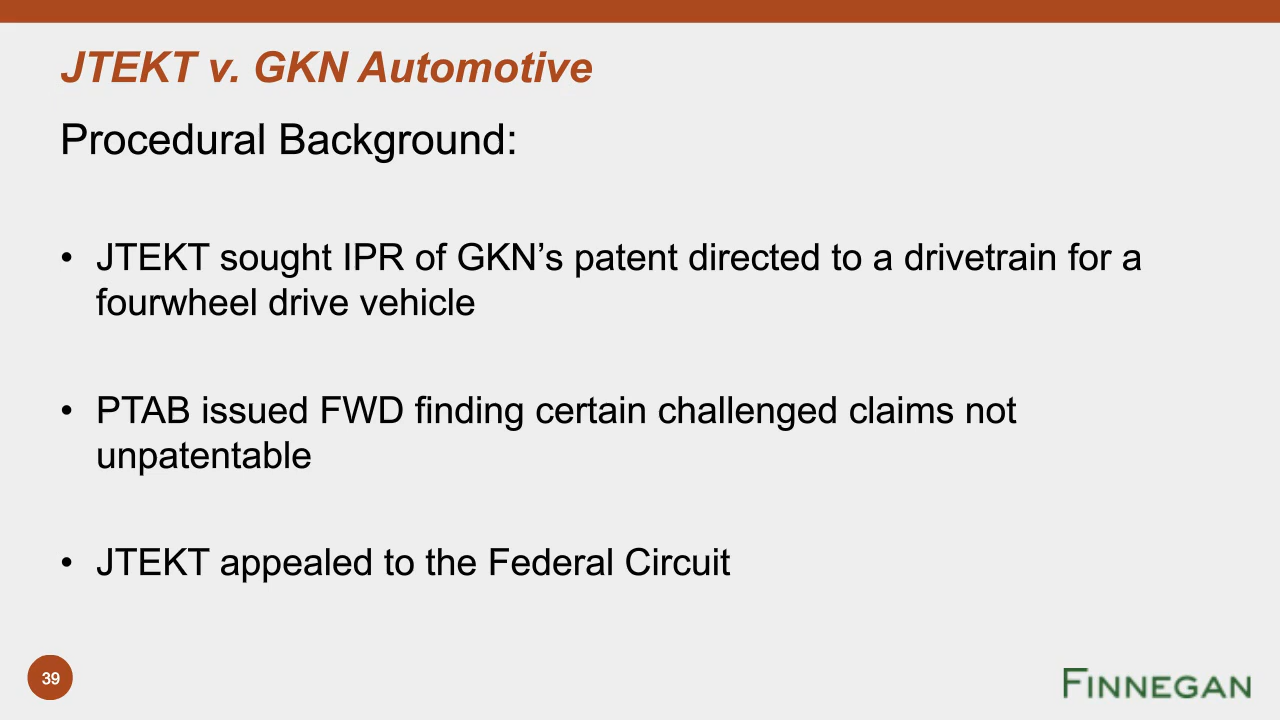 JTEKT v. GKN Automotive
Procedural Background:
• JTEKT sought IPR of GKN’s patent directed to a drivetrain for a
fourwheel drive vehicle
• PTAB issued FWD finding certain challenged claims not
unpatentable
• JTEKT appealed to the Federal Circuit
39
FINNEGAN